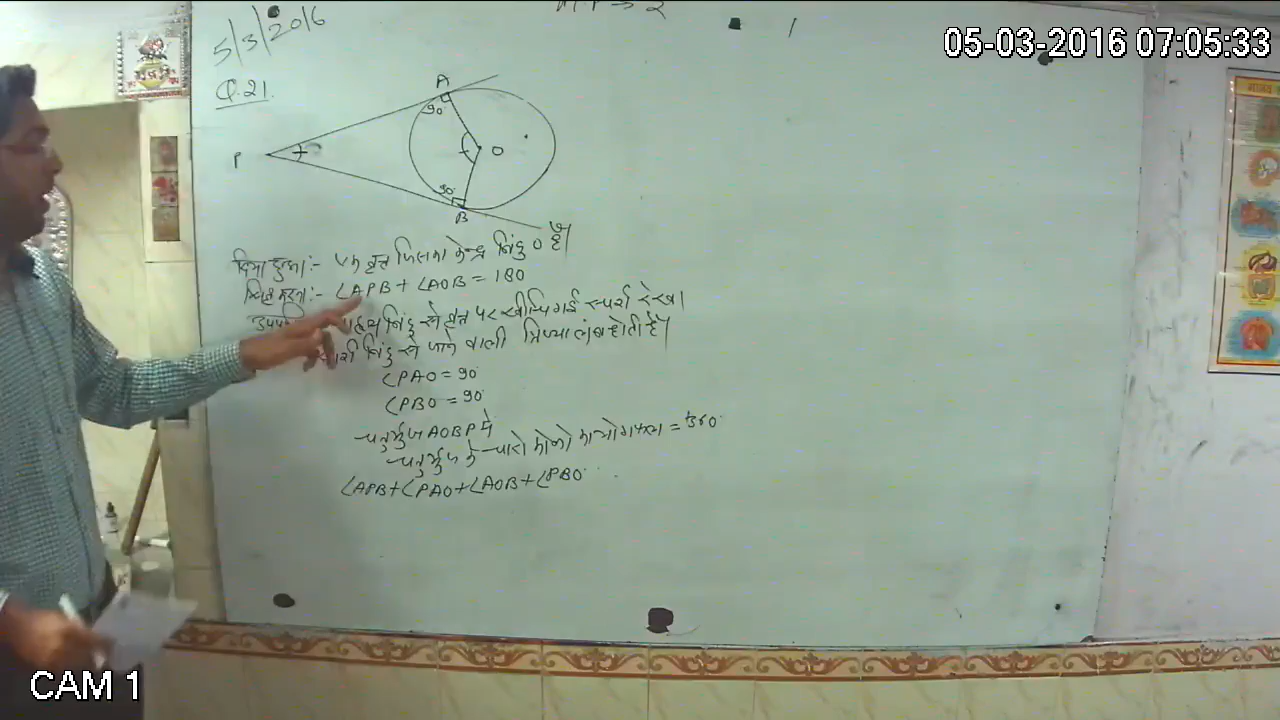 05-03-2016 07:05:33
5/3/2016
Q.21.
A
90
P
O
90
B
दिया हुआ:- एक वृत्त जिसका केन्द्र बिंदु O है।
सिद्ध करना:- ∠APB + ∠AOB = 180
बिंदु से वृत्त पर खींची गई स्पर्श रेखा।
बिंदु से जाने वाली त्रिज्या लंब होती है।
∠PAO = 90°
∠PBO = 90°
चतुर्भुज AOBP में
चतुर्भुज के चारो कोनो का योगफल = 360°
∠APB + ∠PAO + ∠AOB + ∠PBO
CAM 1